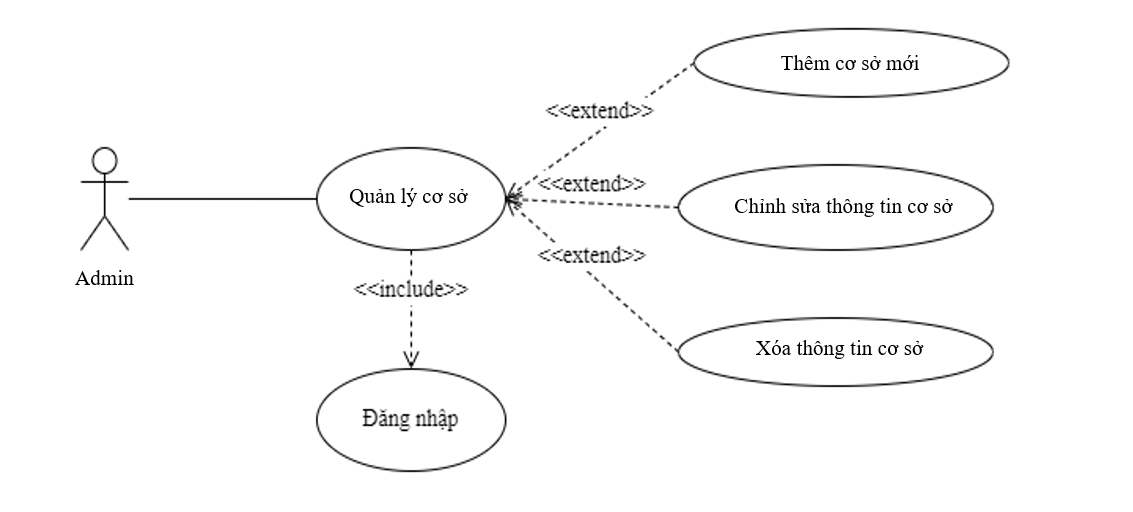 Thêm cơ sở mới
<<extend>>
<<extend>>
Quản lý cơ sở
Chỉnh sửa thông tin cơ sở
<<extend>>
Admin
<<include>>
Xóa thông tin cơ sở
Đăng nhập